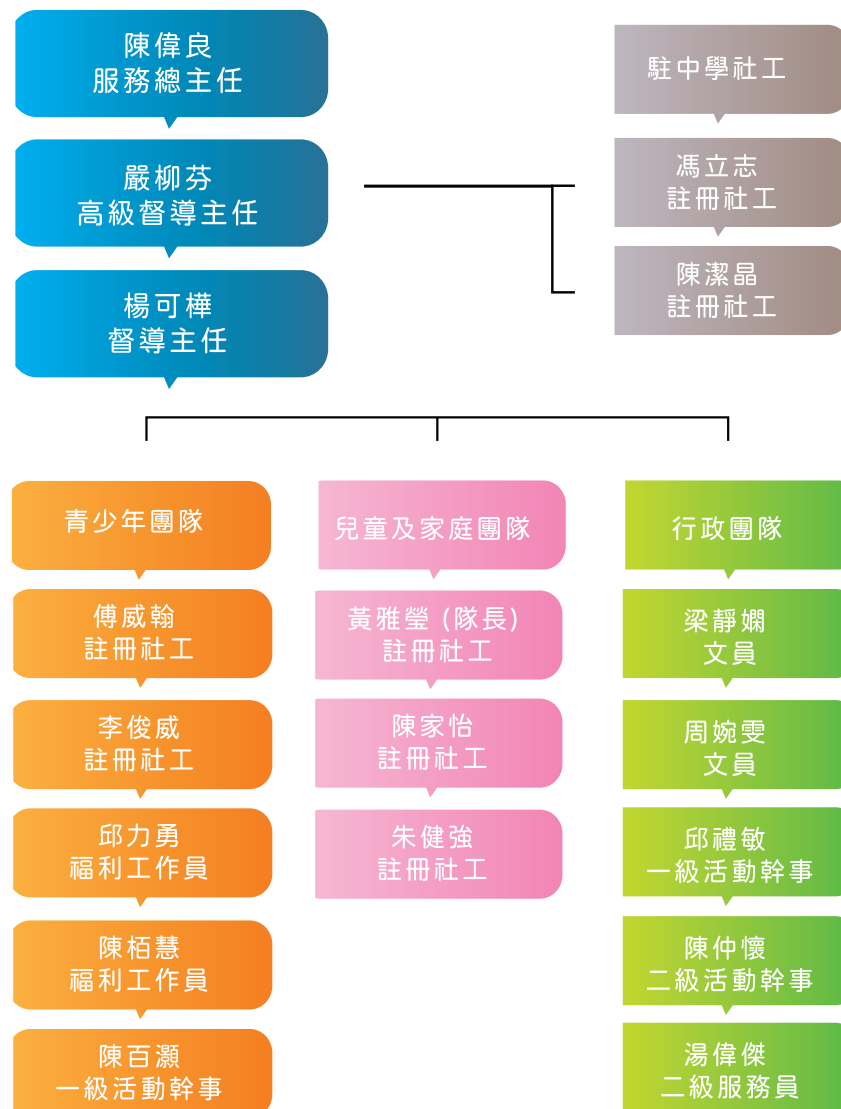 陳偉良
服務總主任
嚴柳芬
高級督導主任
楊可樺
督導主任
駐中學社工
馮立志
註冊社工
陳潔晶
註冊社工
青少年團隊
傅威翰
註冊社工
李俊威
註冊社工
邱力勇
福利工作員
陳栢慧
福利工作員
陳百灝
一級活動幹事
兒童及家庭團隊
黃雅瑩 (隊長)
註冊社工
陳家怡
註冊社工
朱健強
註冊社工
行政團隊
梁靜嫻
文員
周婉雯
文員
邱禮敏
一級活動幹事
陳仲懷
二級活動幹事
湯偉傑
二級服務員